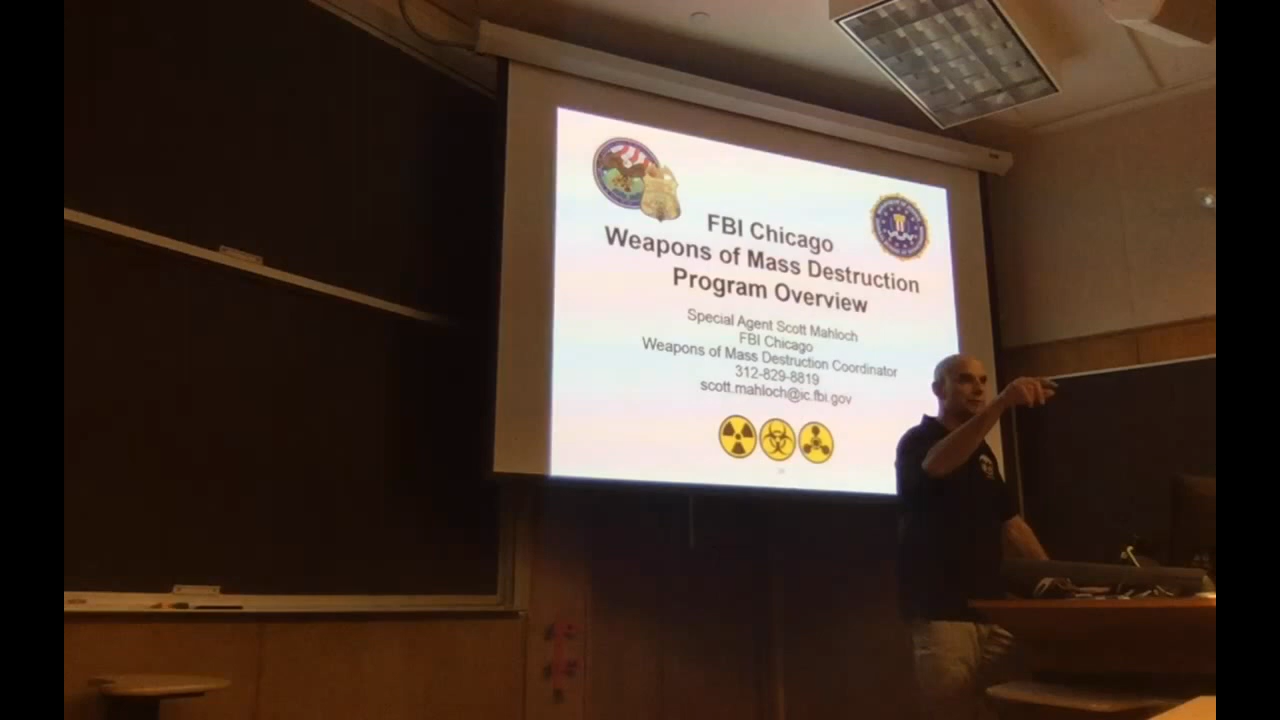 FBI Chicago
Weapons of Mass Destruction
Program Overview
Special Agent Scott Mahloch
FBI Chicago
Weapons of Mass Destruction Coordinator
312-829-8819
scott.mahloch@ic.fbi.gov